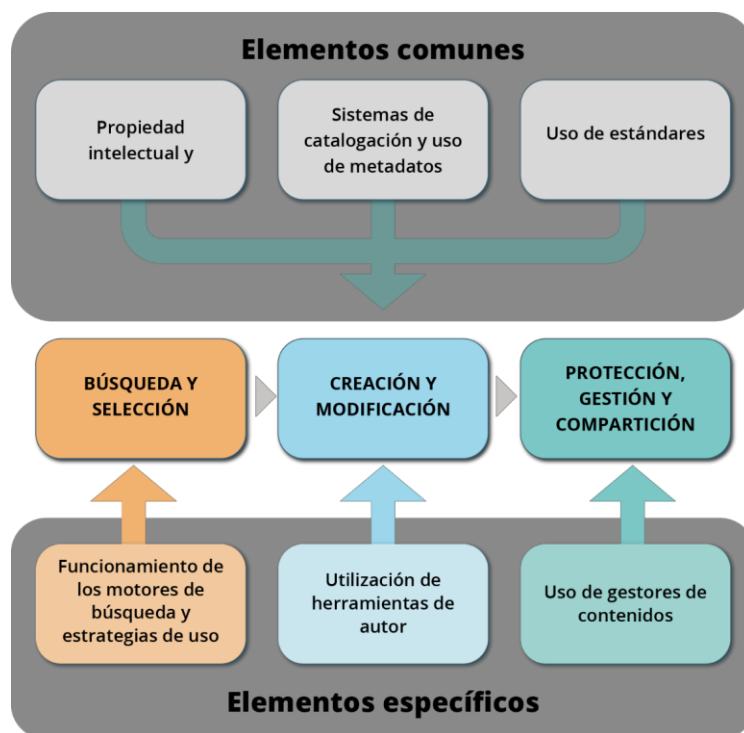 Elementos comunes
Propiedad
intelectual y
Sistemas de
catalogación y uso
de metadatos
Uso de estándares
BÚSQUEDA Y
SELECCIÓN
CREACIÓN Y
MODIFICACIÓN
PROTECCIÓN,
GESTIÓN Y
COMPARTICIÓN
Funcionamiento de
los motores de
búsqueda y
estrategias de uso
Utilización de
herramientas de
autor
Uso de gestores de
contenidos
Elementos específicos